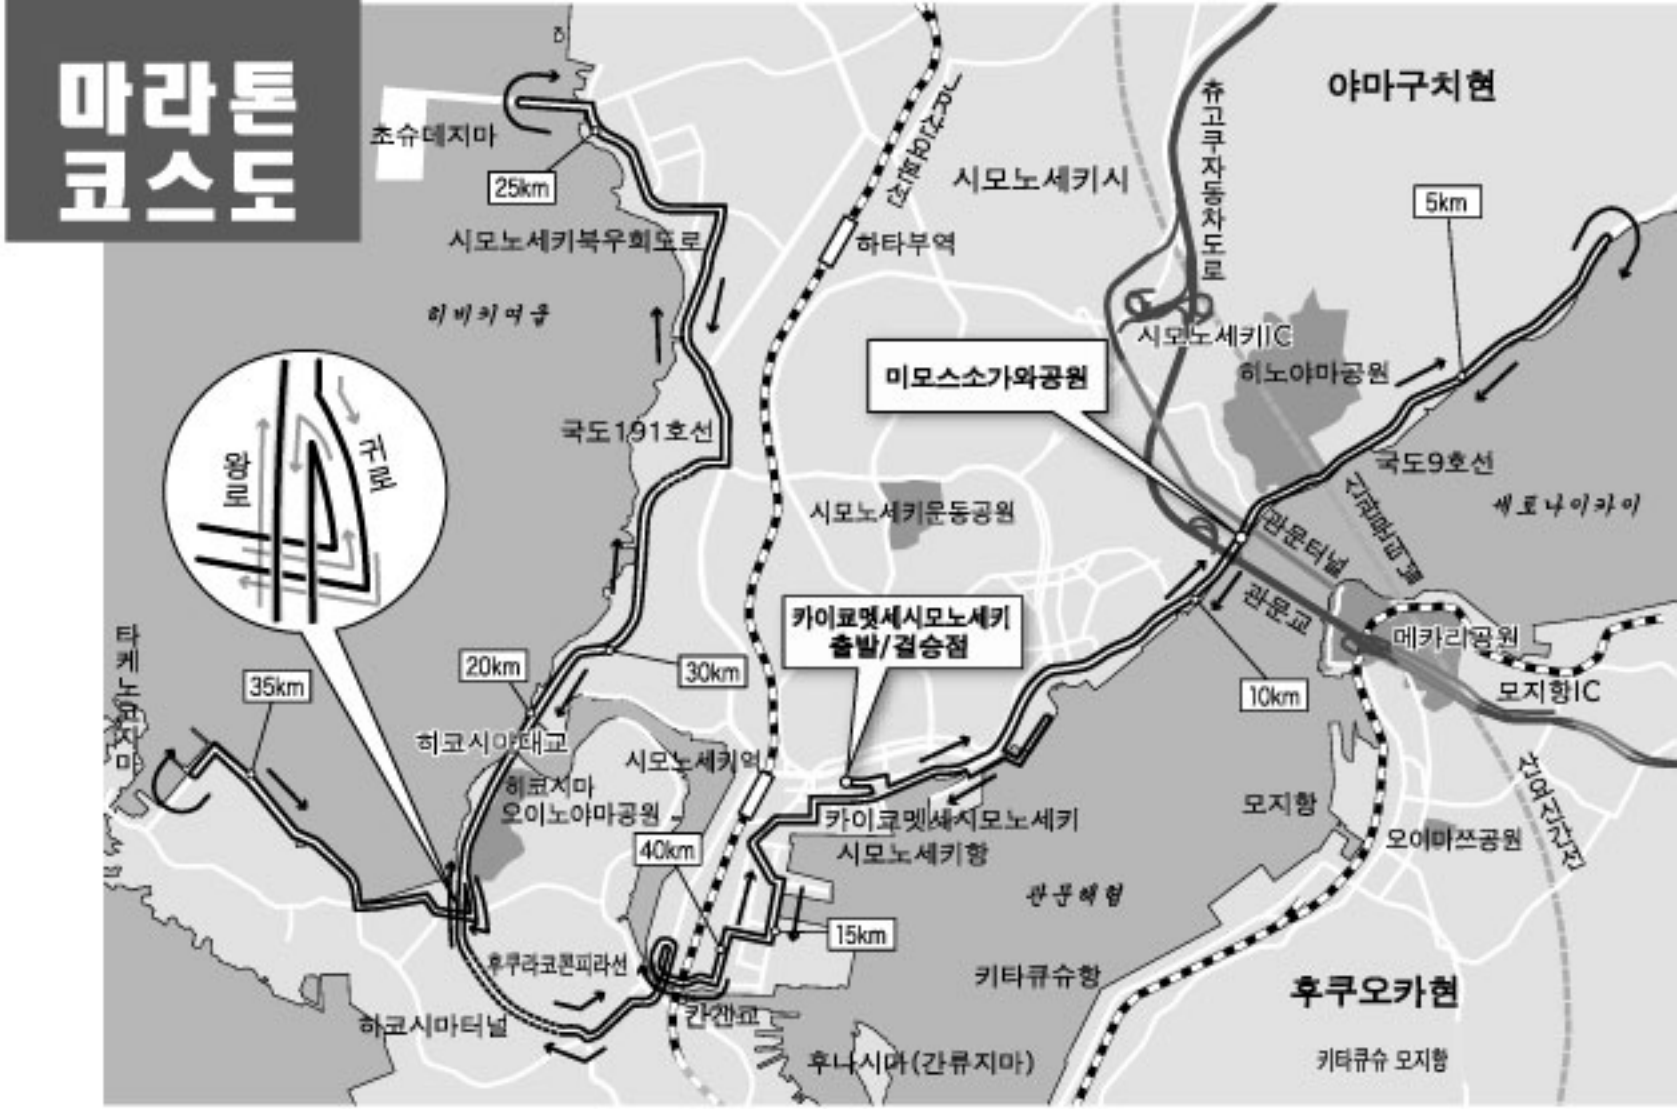 마라톤
코스도
초슈데지마
25km
시모노세키북우회도로
히비키여울
국도191호선
왕로
하타부역
시모노세키시
야마구치현
츄고쿠자동차도로
5km
시모노세키IC
히노야마공원
미모스소가와공원
국도9호선
세토나이카이
시모노세키운동공원
관문터널
관문교
메카리공원
모지항IC
10km
카이쿄멧세시모노세키
출발/결승점
20km
30km
35km
타케노코지마
히코시마대교
히코시마
오이노야마공원
시모노세키역
40km
카이쿄멧세시모노세키
시모노세키항
15km
모지항
오이마쯔공원
관문해협
후쿠라코콘피라선
칸갠쿄
키타큐슈항
후쿠오카현
키타큐슈 모지항
히코시마터널
후나시마(간류지마)